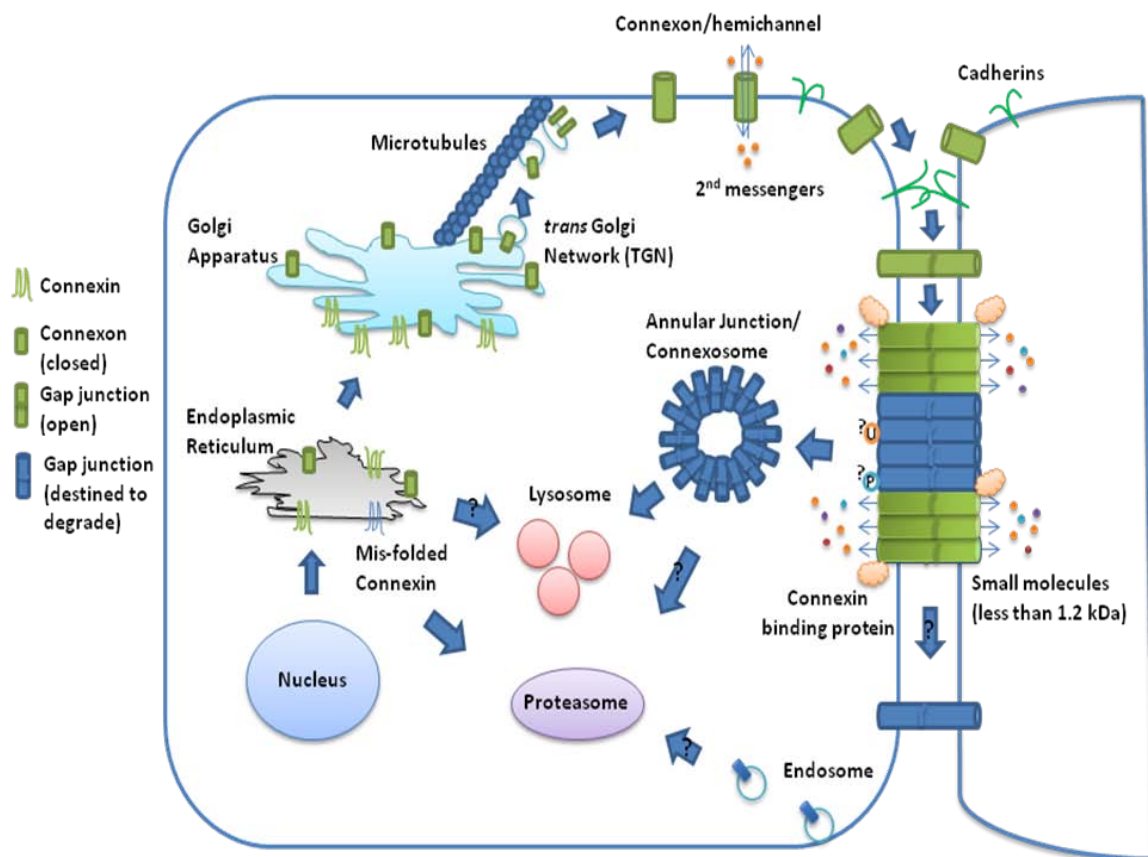 Connexon/hemichannel
Cadherins
Microtubules
2nd messengers
Golgi
Apparatus
trans Golgi
Network (TGN)
Connexin
Connexon
(closed)
Gap junction
(open)
Gap junction
(destined to
degrade)
Annular Junction/
Connexosome
Endoplasmic
Reticulum
?
U
?
P
?
Lysosome
Mis-folded
Connexin
?
Connexin
binding protein
Small molecules
(less than 1.2 kDa)
?
Nucleus
Proteasome
?
Endosome